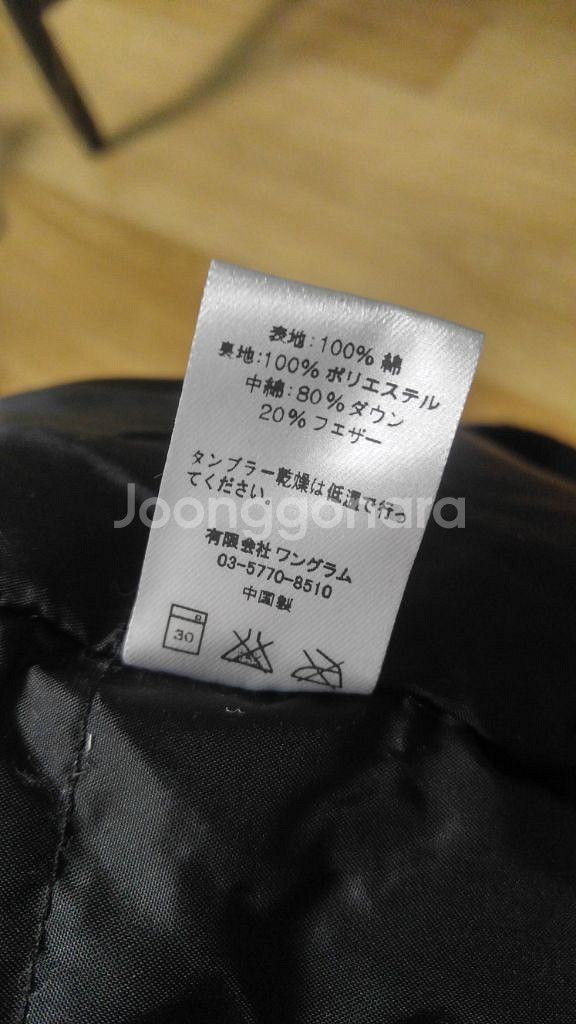 表地:100% 綿
裏地:100% ポリエステル
中綿:80% ダウン
20% フェザー
タンブラー乾燥は低温で行っ
てください。
Joonggonara
有限会社 ワングラム
03-5770-8510
中国製
30